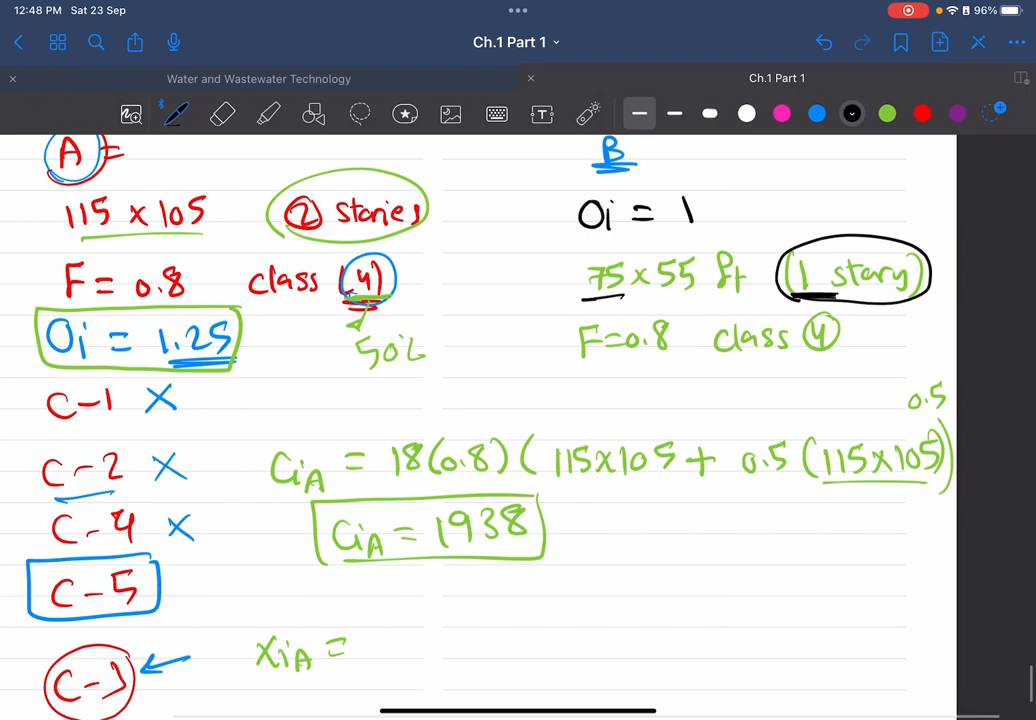 12:48 PM Sat 23 Sep
96%
Ch.1 Part 1
Water and Wastewater Technology
Ch.1 Part 1
A =
B
115 x 105
2 stories
Oi = 1
F = 0.8 class (4)
75 x 55 ft (1 story)
Oi = 1.25
50%
F=0.8 class 4
C-1 X
0.5
C-2 X
CiA = 18(0.8) (115x105 + 0.5 (115x105))
C-4 X
CiA = 1938
C-5
XiA =
C-3